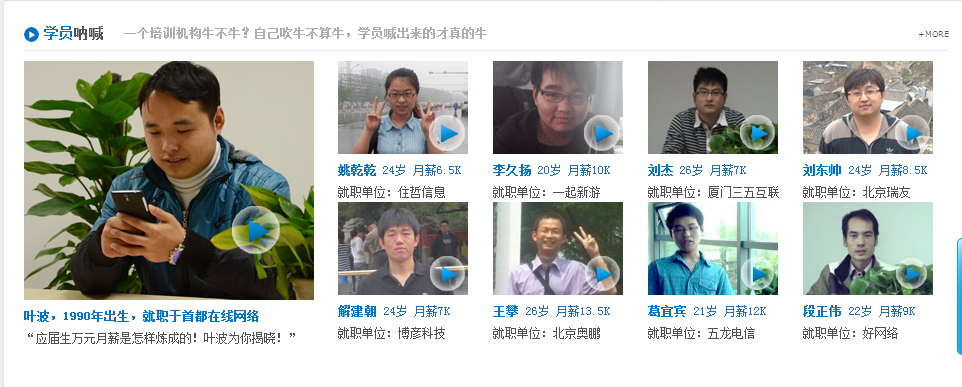 学员呐喊 一个培训机构牛不牛？自己吹牛不算牛，学员喊出来的才真的牛 +MORE
姚乾乾 24岁 月薪6.5K
就职单位：住哲信息
李久扬 20岁 月薪10K
就职单位：一起新游
刘杰 26岁 月薪7K
就职单位：厦门三五互联
刘东帅 24岁 月薪8.5K
就职单位：北京瑞友
叶波，1990年出生，就职于首都在线网络
“应届生万元月薪是怎样炼成的！叶波为你揭晓！”
解建朝 24岁 月薪7K
就职单位：博彦科技
王攀 26岁 月薪13.5K
就职单位：北京奥鹏
葛宜宾 21岁 月薪12K
就职单位：五龙电信
段正伟 22岁 月薪9K
就职单位：好网络